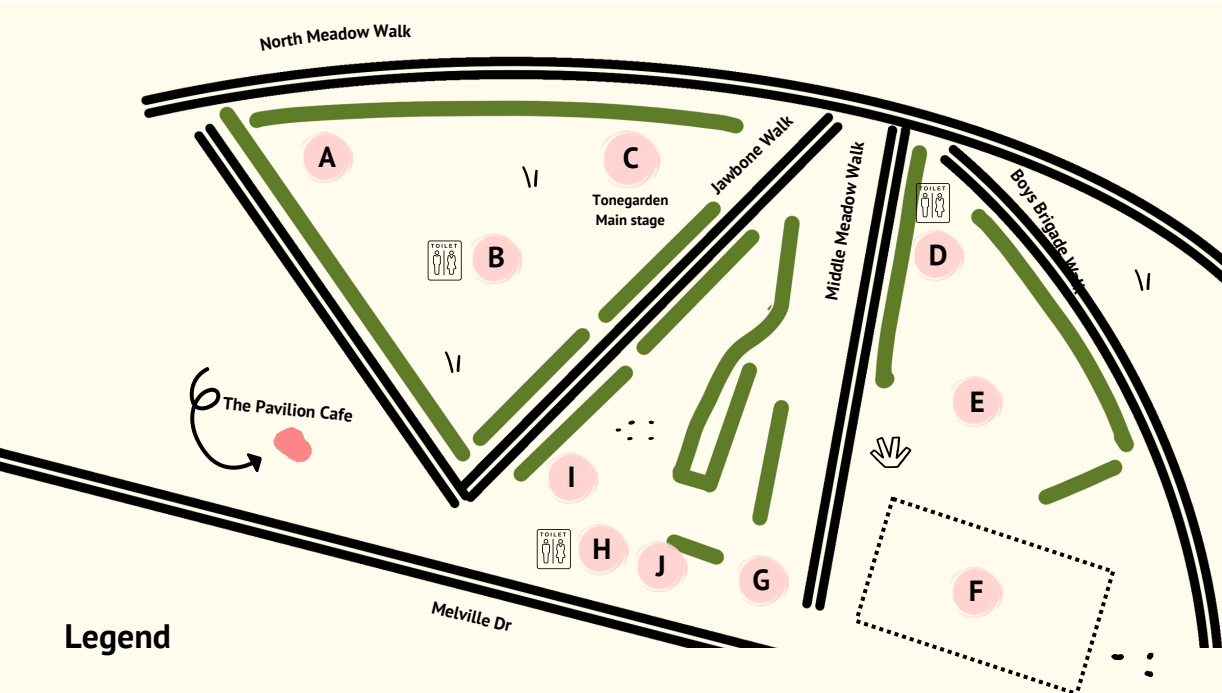 North Meadow Walk
A
C
Tonegarden
Main stage
Jawbone Walk
Middle Meadow Walk
Boys Brigade Walk
TOILET
D
TOILET
B
The Pavilion Cafe
E
I
TOILET
H
J
G
F
Melville Dr
Legend